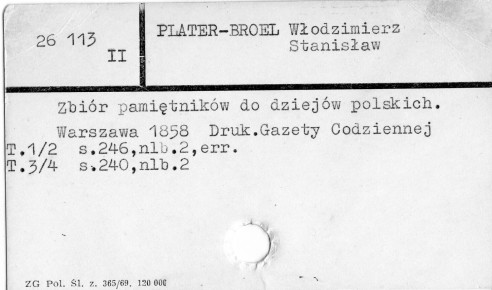 26 113
II
PLATER-BROEL Włodzimierz
Stanisław
Zbiór pamiętników do dziejów polskich.
Warszawa 1858 Druk.Gazety Codziennej
T.1/2 s.246,nlb.2,err.
T.3/4 s.240,nlb.2
ZG Pol. Śl. z. 365/69. 120 000